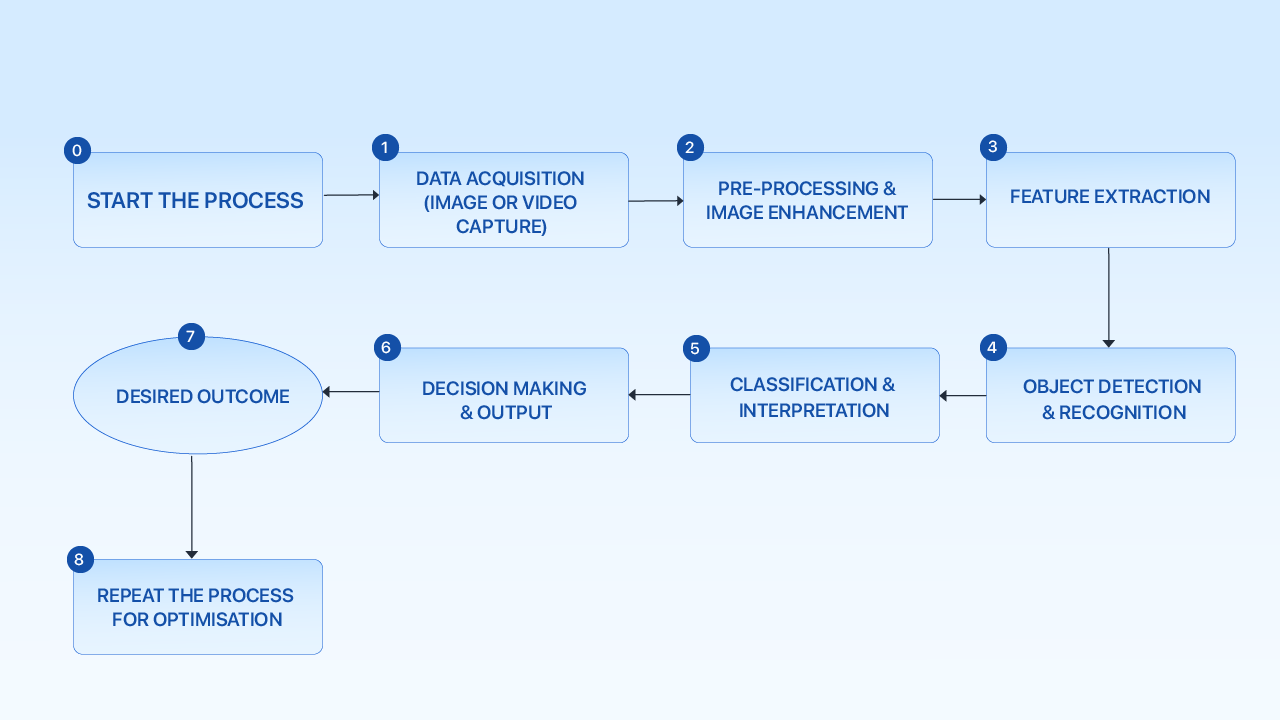 0
START THE PROCESS
1
DATA ACQUISITION
(IMAGE OR VIDEO
CAPTURE)
2
PRE-PROCESSING &
IMAGE ENHANCEMENT
3
FEATURE EXTRACTION
4
OBJECT DETECTION
& RECOGNITION
5
CLASSIFICATION &
INTERPRETATION
6
DECISION MAKING
& OUTPUT
7
DESIRED OUTCOME
8
REPEAT THE PROCESS
FOR OPTIMISATION